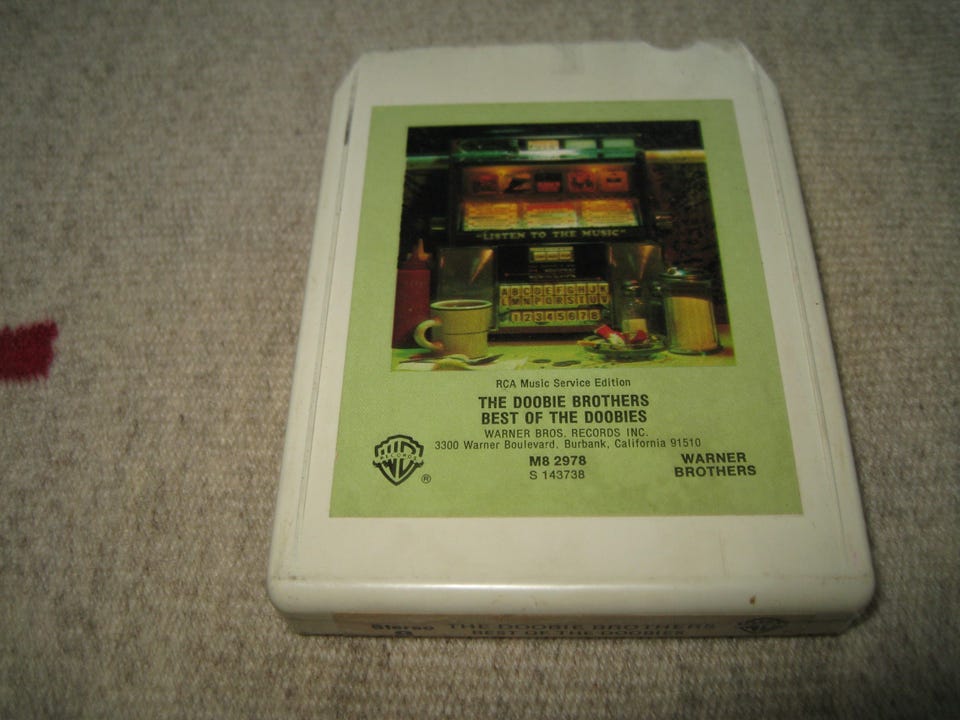 "LISTEN TO THE MUSIC"
ABCDEFGHJK
LMNPQRSTUV
12345678
RCA Music Service Edition
THE DOOBIE BROTHERS
BEST OF THE DOOBIES
WARNER BROS. RECORDS INC.
3300 Warner Boulevard, Burbank, California 91510
M8 2978
S 143738
WARNER
BROTHERS
RECORDS
®
Stereo
8
THE DOOBIE BROTHERS
BEST OF THE DOOBIES